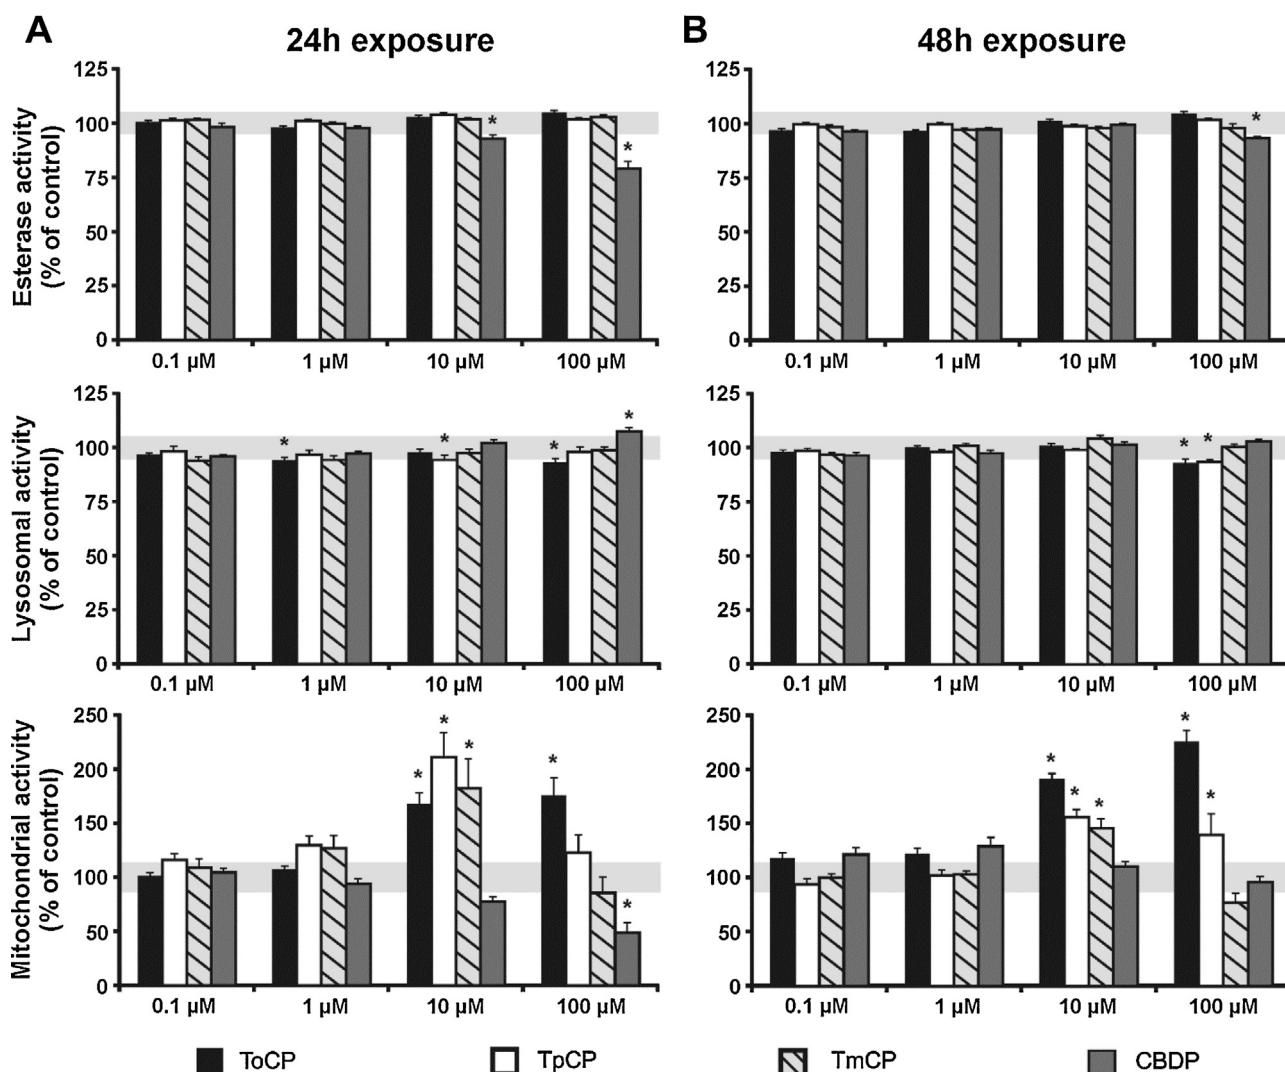 A
24h exposure
B
48h exposure
Esterase activity
(% of control)
125
100
75
50
25
0
*
*
0.1 µM 1 µM 10 µM 100 µM
125
100
75
50
25
0
*
0.1 µM 1 µM 10 µM 100 µM
Lysosomal activity
(% of control)
125
100
75
50
25
0
* * * *
0.1 µM 1 µM 10 µM 100 µM
125
100
75
50
25
0
* *
0.1 µM 1 µM 10 µM 100 µM
Mitochondrial activity
(% of control)
250
200
150
100
50
0
* * * * *
0.1 µM 1 µM 10 µM 100 µM
250
200
150
100
50
0
* * * * *
0.1 µM 1 µM 10 µM 100 µM
ToCP TpCP TmCP CBDP